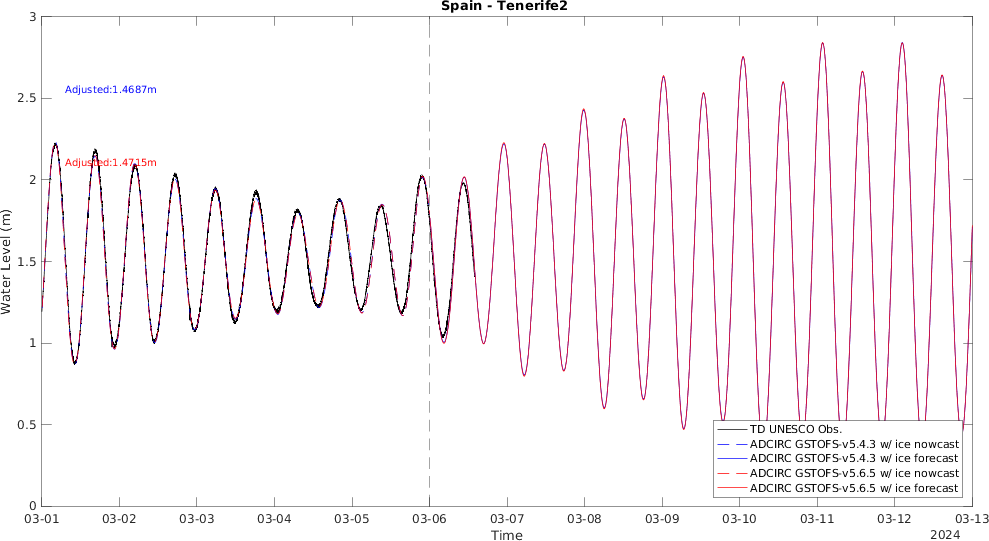 Spain - Tenerife2
3
2.5
2
1.5
1
0.5
0
Water Level (m)
Adjusted:1.4687m
Adjusted:1.4715m
TD UNESCO Obs.
ADCIRC GSTOFS-v5.4.3 w/ ice nowcast
ADCIRC GSTOFS-v5.4.3 w/ ice forecast
ADCIRC GSTOFS-v5.6.5 w/ ice nowcast
ADCIRC GSTOFS-v5.6.5 w/ ice forecast
03-01 03-02 03-03 03-04 03-05 03-06 03-07 03-08 03-09 03-10 03-11 03-12 03-13
Time
2024